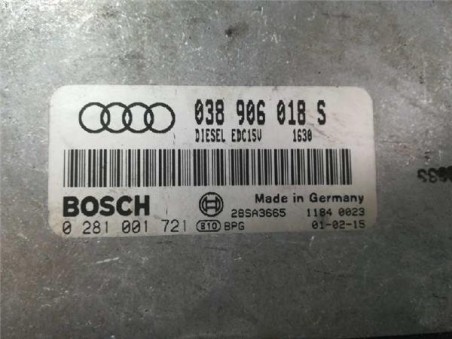 038 906 018 S
DIESEL EDC15V 1630
BOSCH
Made in Germany
28SA3665 1184 0023
0 281 001 721 810 BPG 01-02-15